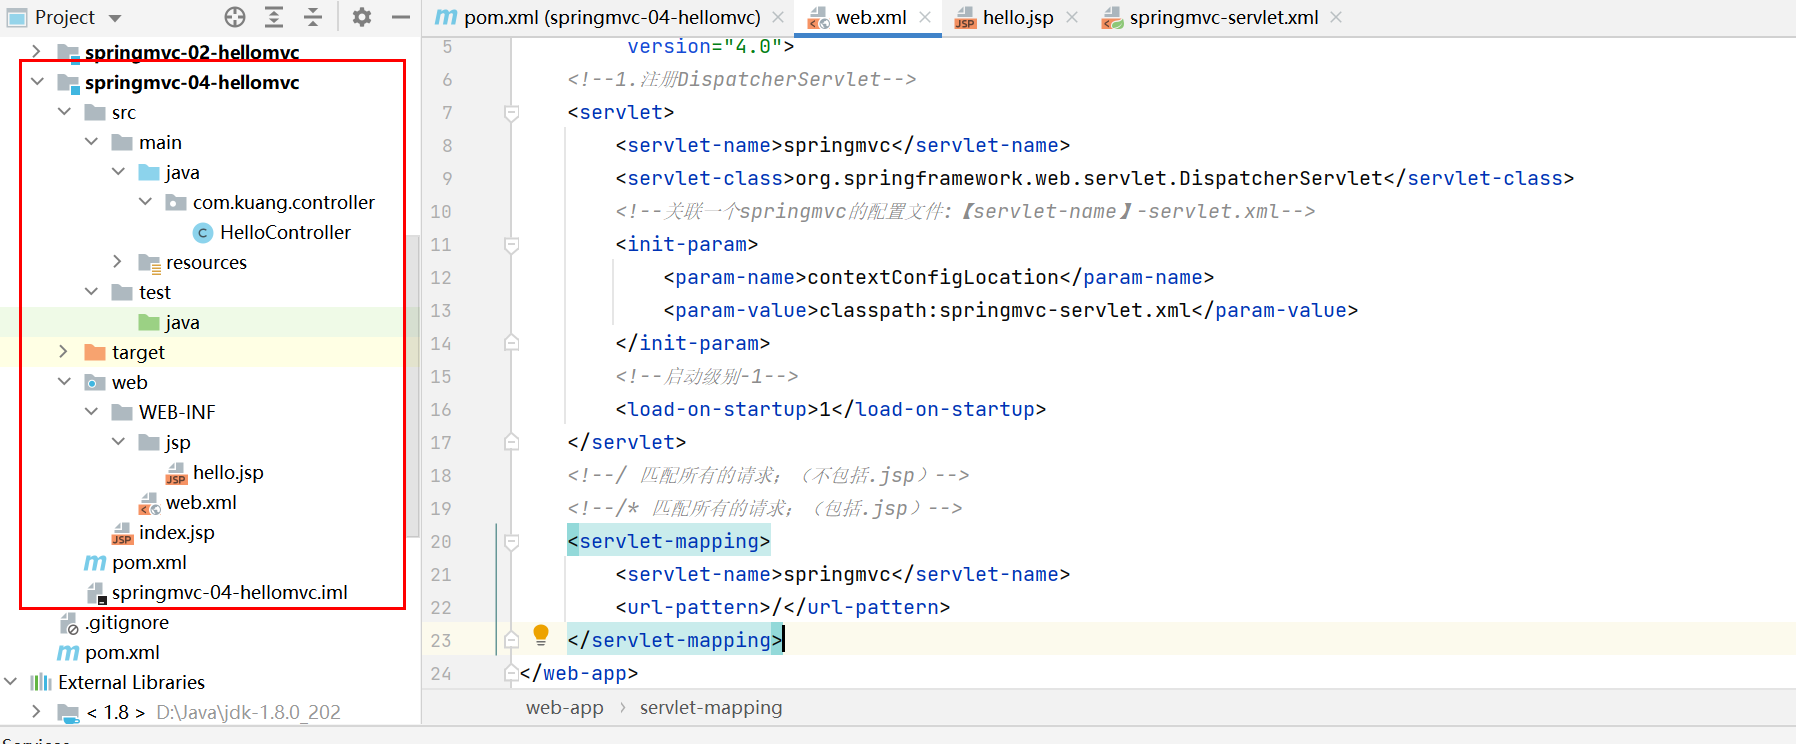 Project
springmvc-02-hellomvc
springmvc-04-hellomvc
src
main
java
com.kuang.controller
HelloController
resources
test
java
target
web
WEB-INF
jsp
hello.jsp
web.xml
index.jsp
pom.xml
springmvc-04-hellomvc.iml
.gitignore
pom.xml
External Libraries
< 1.8 > D:\Java\jdk-1.8.0_202
Services
pom.xml (springmvc-04-hellomvc) web.xml hello.jsp springmvc-servlet.xml
5 version="4.0">
6 <!--1.注册DispatcherServlet-->
7 <servlet>
8 <servlet-name>springmvc</servlet-name>
9 <servlet-class>org.springframework.web.servlet.DispatcherServlet</servlet-class>
10 <!--关联一个springmvc的配置文件:【servlet-name】-servlet.xml-->
11 <init-param>
12 <param-name>contextConfigLocation</param-name>
13 <param-value>classpath:springmvc-servlet.xml</param-value>
14 </init-param>
15 <!--启动级别-1-->
16 <load-on-startup>1</load-on-startup>
17 </servlet>
18 <!--/ 匹配所有的请求；（不包括.jsp）-->
19 <!--/* 匹配所有的请求；（包括.jsp）-->
20 <servlet-mapping>
21 <servlet-name>springmvc</servlet-name>
22 <url-pattern>/</url-pattern>
23 </servlet-mapping>
24 </web-app>
web-app › servlet-mapping